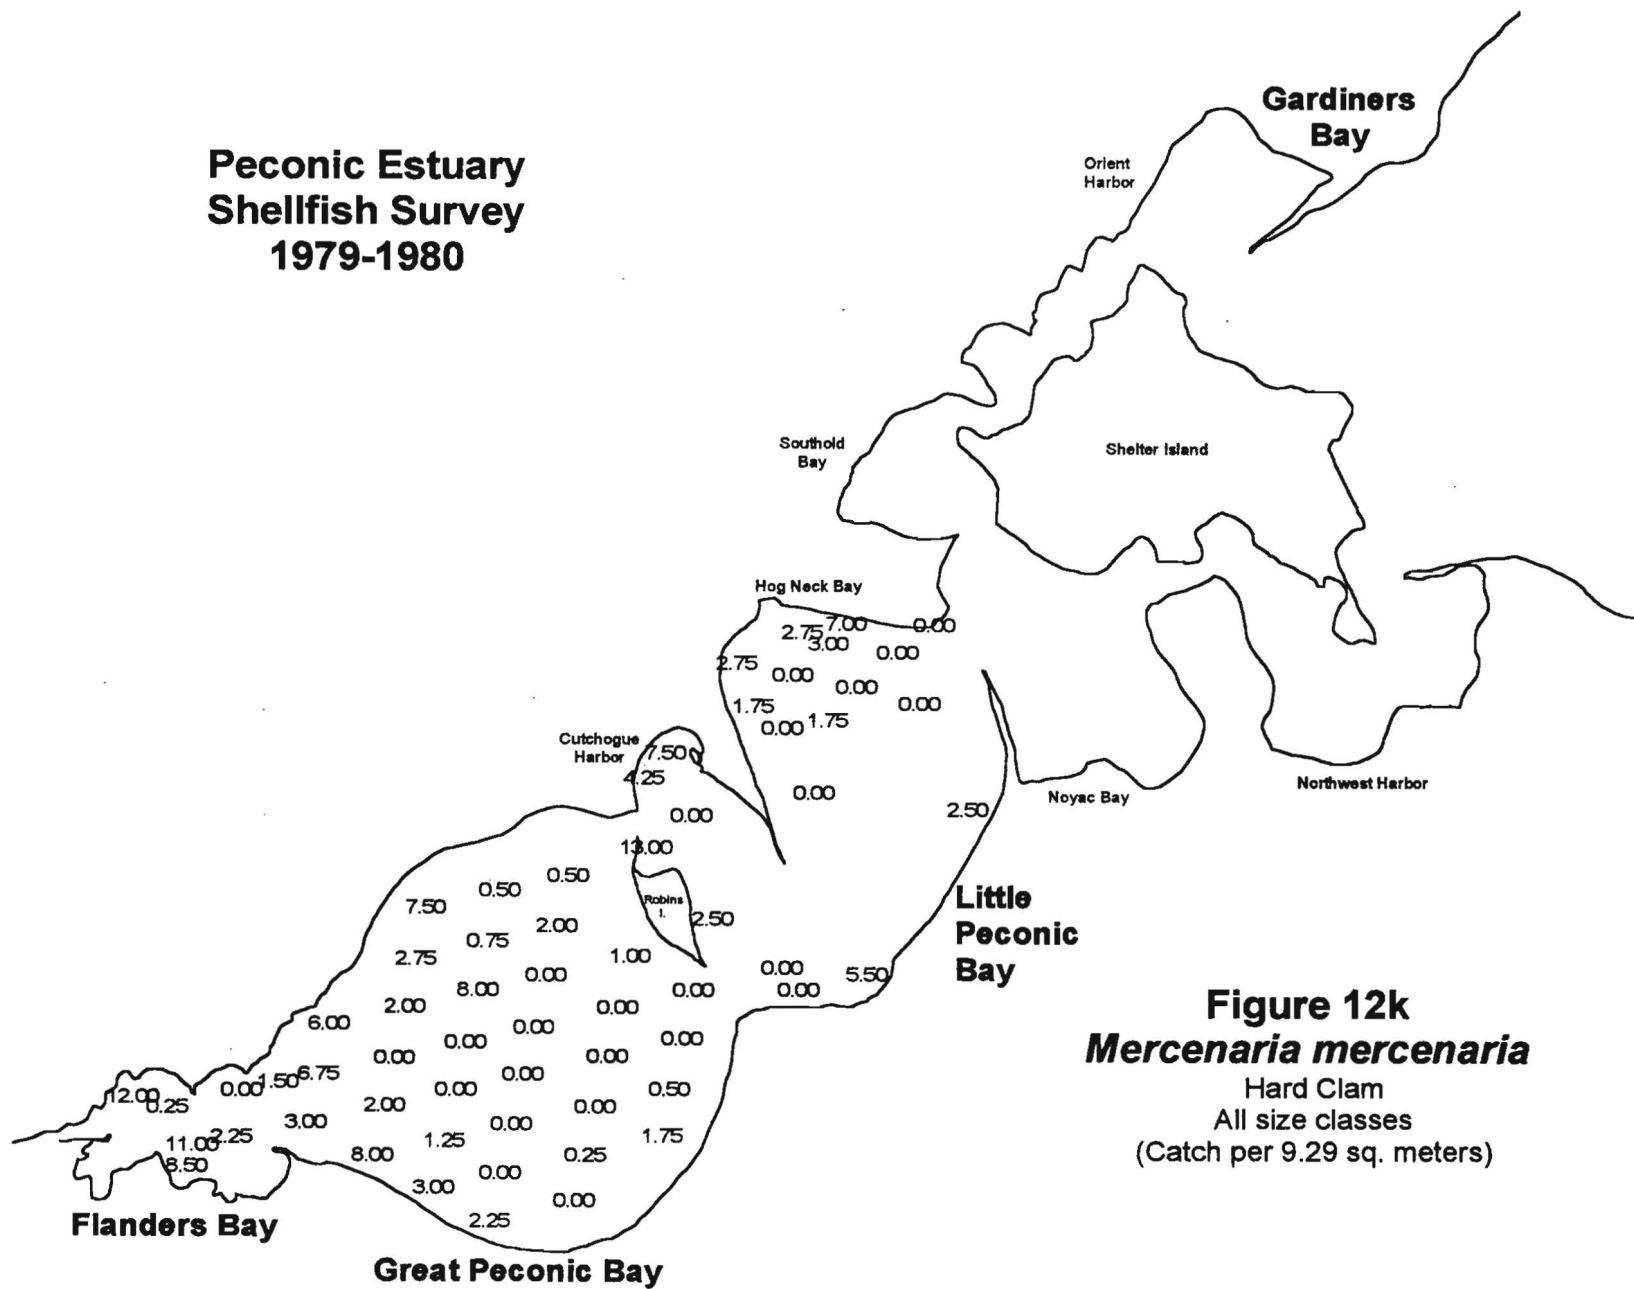 Peconic Estuary
Shellfish Survey
1979-1980
Gardiners
Bay
Orient
Harbor
Southold
Bay
Shelter Island
Hog Neck Bay
7.00
0.00
2.75
3.00
0.00
2.75
0.00
0.00
1.75
0.00
0.00
1.75
Cutchogue
Harbor
7.50
4.25
0.00
Noyac Bay
Northwest Harbor
2.50
0.00
13.00
0.50
0.50
7.50
Robins
I.
2.50
2.00
0.75
2.75
1.00
Little
Peconic
Bay
0.00
0.00
5.50
8.00
0.00
0.00
2.00
0.00
6.00
0.00
0.00
0.00
0.00
0.00
0.00
0.00
1.50
6.75
0.00
0.50
12.00
0.25
2.00
0.00
3.00
0.00
11.00
2.25
1.25
1.75
8.50
8.00
0.25
0.00
3.00
0.00
2.25
Flanders Bay
Great Peconic Bay
Figure 12k
Mercenaria mercenaria
Hard Clam
All size classes
(Catch per 9.29 sq. meters)